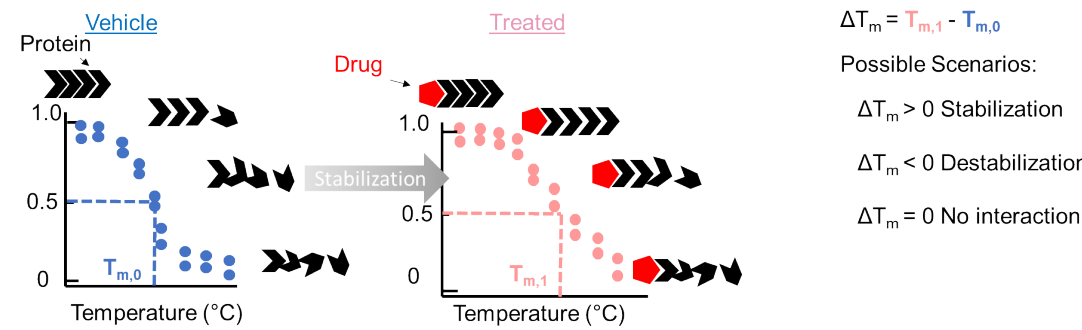 Vehicle
Protein
1.0
0.5
0
Tm,0
Temperature (°C)
Stabilization
Treated
Drug
1.0
0.5
0
Tm,1
Temperature (°C)
ΔTm = Tm,1 - Tm,0
Possible Scenarios:
ΔTm > 0 Stabilization
ΔTm < 0 Destabilization
ΔTm = 0 No interaction